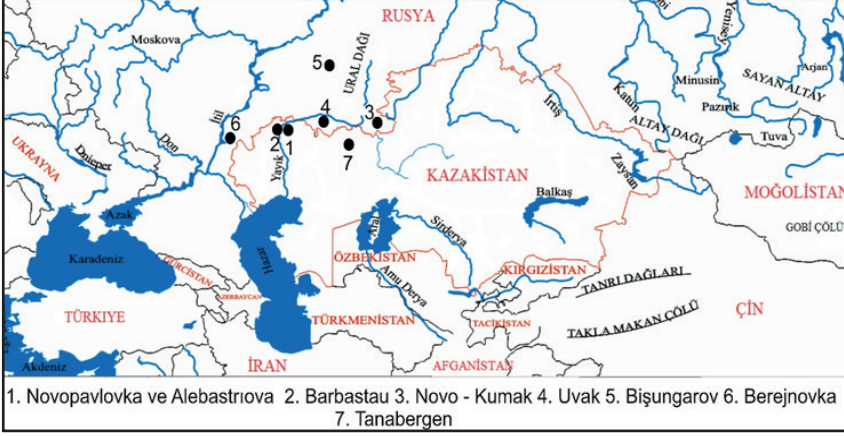 RUSYA
Moskova
5
URAL DAĞI
Yenisey
Minusin
Arjan
SAYAN ALTAY
Katun
Pazırık
İrtiş
ALTAY DAĞI
Tuva
İtil
6
2
1
4
3
7
Don
UKRAYNA
Dnieper
Yayık
KAZAKİSTAN
Zaysan
MOĞOLİSTAN
Balkaş
GOBİ ÇÖLÜ
Azak
Karadeniz
Hazar
Aral
Sirderya
GÜRCİSTAN
ÖZBEKİSTAN
KIRGIZİSTAN
TANRI DAĞLARI
AZERBAYCAN
Amu Derya
TÜRKIYE
TÜRKMENİSTAN
TACİKİSTAN
TAKLA MAKAN ÇÖLÜ
ÇİN
Akdeniz
İRAN
AFGANİSTAN
1. Novopavlovka ve Alebastrıova 2. Barbastau 3. Novo - Kumak 4. Uvak 5. Bişungarov 6. Berejnovka
7. Tanabergen